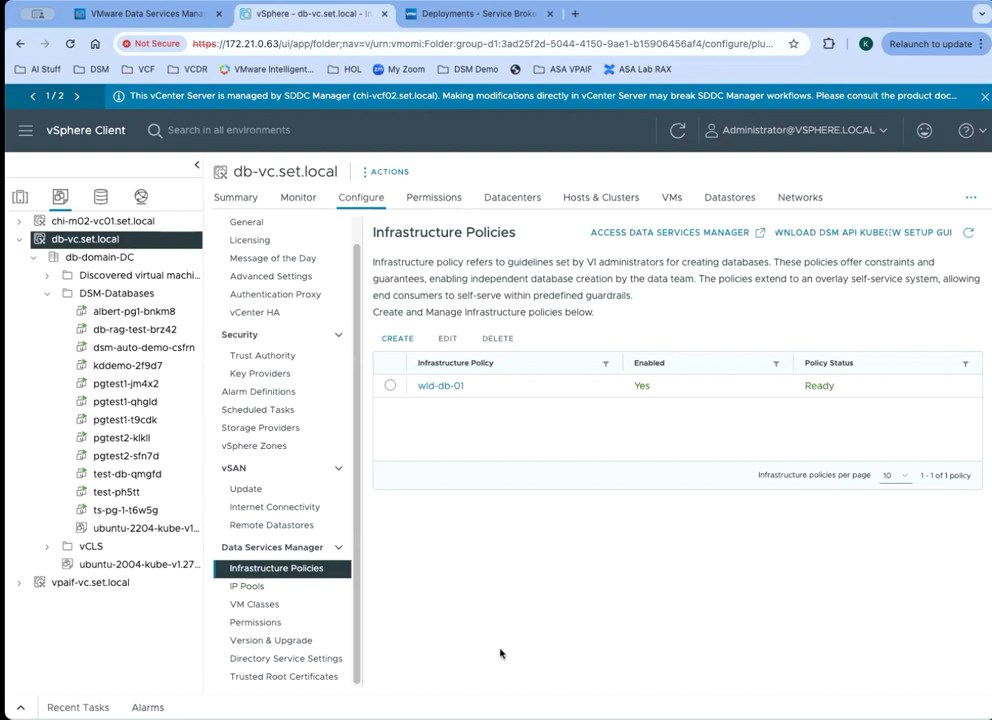 VMware Data Services Mana
vSphere - db-vc.set.local - In
Deployments - Service Broke
Not Secure
https://172.21.0.63/ui/app/folder;nav=v/urn:vmomi:Folder:group-d1:3ad25f2d-5044-4150-9ae1-b15906456af4/configure/plu...
K
Relaunch to update
AI Stuff
DSM
VCF
VCDR
VMware Intelligent...
HOL
My Zoom
DSM Demo
ASA VPAIF
ASA Lab RAX
1 / 2
This vCenter Server is managed by SDDC Manager (chi-vcf02.set.local). Making modifications directly in vCenter Server may break SDDC Manager workflows. Please consult the product doc...
vSphere Client
Search in all environments
Administrator@VSPHERE.LOCAL
db-vc.set.local
ACTIONS
Summary
Monitor
Configure
Permissions
Datacenters
Hosts & Clusters
VMs
Datastores
Networks
chi-m02-vc01.set.local
db-vc.set.local
db-domain-DC
Discovered virtual machi...
DSM-Databases
albert-pg1-bnkm8
db-rag-test-brz42
dsm-auto-demo-csfrn
kddemo-2f9d7
pgtest1-jm4x2
pgtest1-qhgld
pgtest1-t9cdk
pgtest2-klkll
pgtest2-sfn7d
test-db-qmgfd
test-ph5tt
ts-pg-1-t6w5g
ubuntu-2204-kube-v1...
vCLS
ubuntu-2004-kube-v1.27...
vpaif-vc.set.local
General
Licensing
Message of the Day
Advanced Settings
Authentication Proxy
vCenter HA
Security
Trust Authority
Key Providers
Alarm Definitions
Scheduled Tasks
Storage Providers
vSphere Zones
vSAN
Update
Internet Connectivity
Remote Datastores
Data Services Manager
Infrastructure Policies
IP Pools
VM Classes
Permissions
Version & Upgrade
Directory Service Settings
Trusted Root Certificates
Infrastructure Policies
ACCESS DATA SERVICES MANAGER
WNLOAD DSM API KUBEC
W SETUP GUI
Infrastructure policy refers to guidelines set by VI administrators for creating databases. These policies offer constraints and
guarantees, enabling independent database creation by the data team. The policies extend to an overlay self-service system, allowing
end consumers to self-serve within predefined guardrails.
Create and Manage Infrastructure policies below.
CREATE
EDIT
DELETE
Infrastructure Policy
Enabled
Policy Status
wld-db-01
Yes
Ready
Infrastructure policies per page
10
1 - 1 of 1 policy
Recent Tasks
Alarms